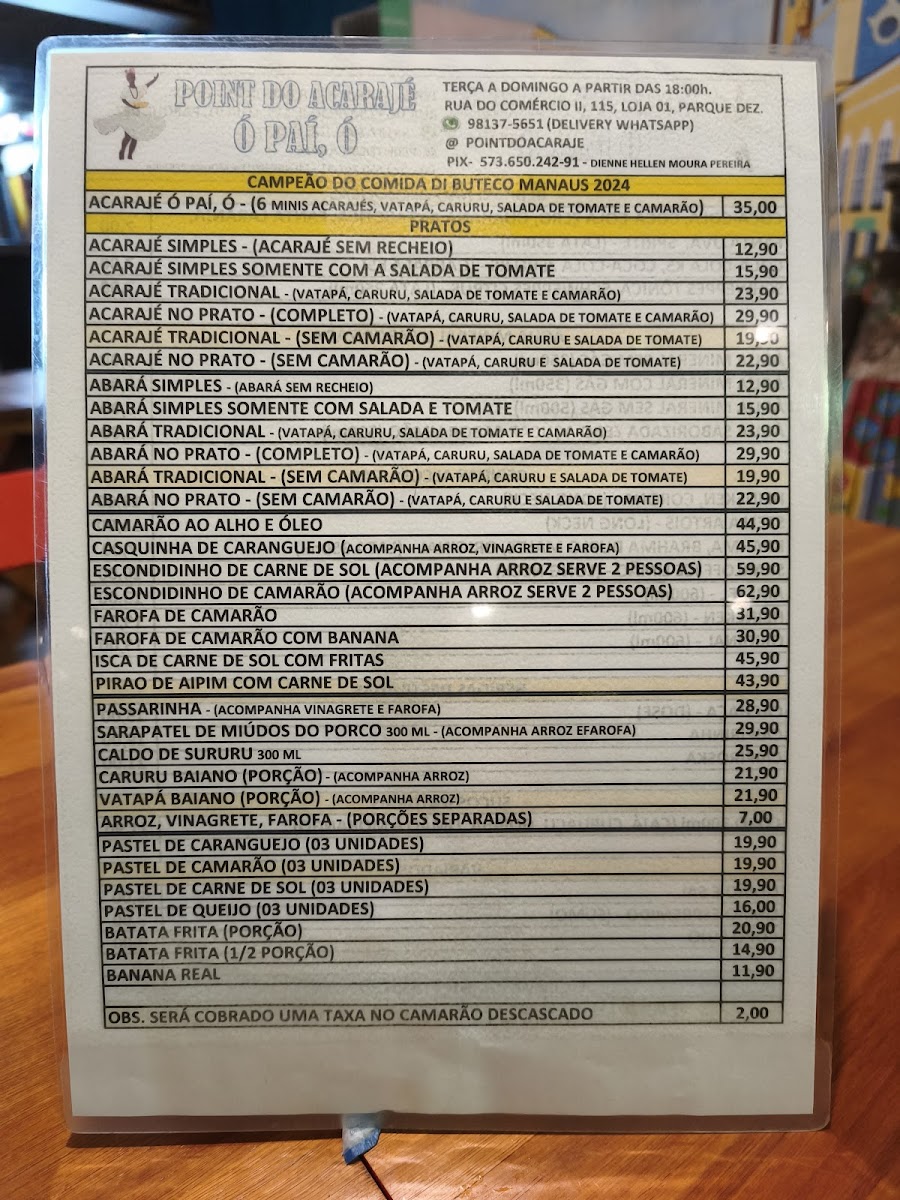 POINT DO ACARAJÉ
Ó PAÍ, Ó
TERÇA A DOMINGO A PARTIR DAS 18:00h.
RUA DO COMÉRCIO II, 115, LOJA 01, PARQUE DEZ.
98137-5651 (DELIVERY WHATSAPP)
@ POINTDOACARAJE
PIX- 573.650.242-91 - DIENNE HELLEN MOURA PEREIRA
CAMPEÃO DO COMIDA DI BUTECO MANAUS 2024
ACARAJÉ Ó PAÍ, Ó - (6 MINIS ACARAJÉS, VATAPÁ, CARURU, SALADA DE TOMATE E CAMARÃO) 35,00
PRATOS
ACARAJÉ SIMPLES - (ACARAJÉ SEM RECHEIO) 12,90
ACARAJÉ SIMPLES SOMENTE COM A SALADA DE TOMATE 15,90
ACARAJÉ TRADICIONAL - (VATAPÁ, CARURU, SALADA DE TOMATE E CAMARÃO) 23,90
ACARAJÉ NO PRATO - (COMPLETO) - (VATAPÁ, CARURU, SALADA DE TOMATE E CAMARÃO) 29,90
ACARAJÉ TRADICIONAL - (SEM CAMARÃO) - (VATAPÁ, CARURU E SALADA DE TOMATE) 19,90
ACARAJÉ NO PRATO - (SEM CAMARÃO) - (VATAPÁ, CARURU E SALADA DE TOMATE) 22,90
ABARÁ SIMPLES - (ABARÁ SEM RECHEIO) 12,90
ABARÁ SIMPLES SOMENTE COM SALADA E TOMATE 15,90
ABARÁ TRADICIONAL - (VATAPÁ, CARURU, SALADA DE TOMATE E CAMARÃO) 23,90
ABARÁ NO PRATO - (COMPLETO) - (VATAPÁ, CARURU, SALADA DE TOMATE E CAMARÃO) 29,90
ABARÁ TRADICIONAL - (SEM CAMARÃO) - (VATAPÁ, CARURU E SALADA DE TOMATE) 19,90
ABARÁ NO PRATO - (SEM CAMARÃO) - (VATAPÁ, CARURU E SALADA DE TOMATE) 22,90
CAMARÃO AO ALHO E ÓLEO 44,90
CASQUINHA DE CARANGUEJO (ACOMPANHA ARROZ, VINAGRETE E FAROFA) 45,90
ESCONDIDINHO DE CARNE DE SOL (ACOMPANHA ARROZ SERVE 2 PESSOAS) 59,90
ESCONDIDINHO DE CAMARÃO (ACOMPANHA ARROZ SERVE 2 PESSOAS) 62,90
FAROFA DE CAMARÃO 31,90
FAROFA DE CAMARÃO COM BANANA 30,90
ISCA DE CARNE DE SOL COM FRITAS 45,90
PIRAO DE AIPIM COM CARNE DE SOL 43,90
PASSARINHA - (ACOMPANHA VINAGRETE E FAROFA) 28,90
SARAPATEL DE MIÚDOS DO PORCO 300 ML - (ACOMPANHA ARROZ EFAROFA) 29,90
CALDO DE SURURU 300 ML 25,90
CARURU BAIANO (PORÇÃO) - (ACOMPANHA ARROZ) 21,90
VATAPÁ BAIANO (PORÇÃO) - (ACOMPANHA ARROZ) 21,90
ARROZ, VINAGRETE, FAROFA - (PORÇÕES SEPARADAS) 7,00
PASTEL DE CARANGUEJO (03 UNIDADES) 19,90
PASTEL DE CAMARÃO (03 UNIDADES) 19,90
PASTEL DE CARNE DE SOL (03 UNIDADES) 19,90
PASTEL DE QUEIJO (03 UNIDADES) 16,00
BATATA FRITA (PORÇÃO) 20,90
BATATA FRITA (1/2 PORÇÃO) 14,90
BANANA REAL 11,90
OBS. SERÁ COBRADO UMA TAXA NO CAMARÃO DESCASCADO 2,00